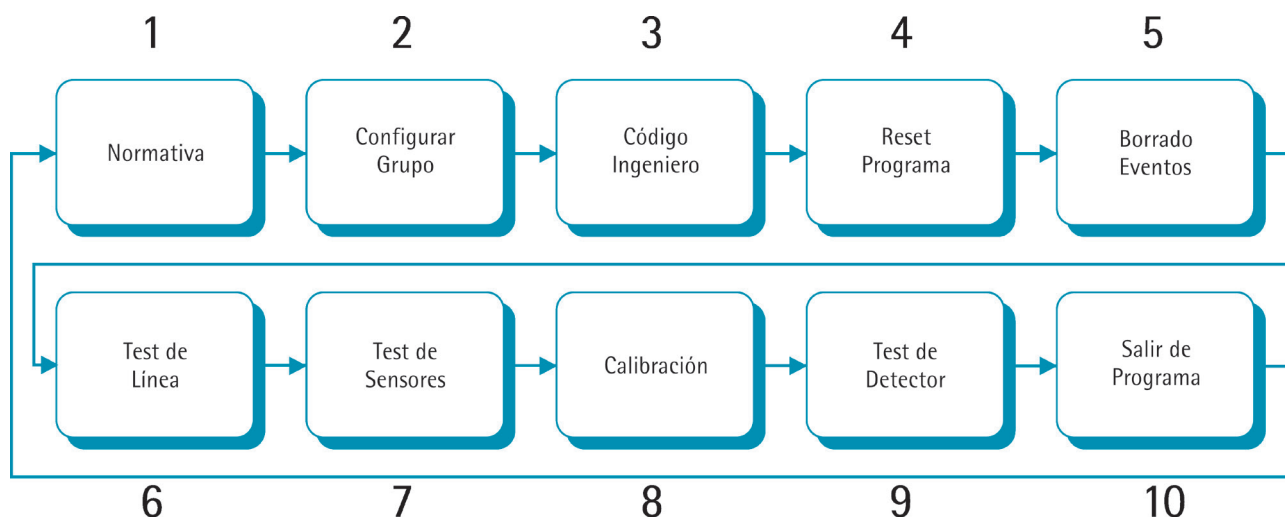 1
2
3
4
5
Normativa
Configurar
Grupo
Código
Ingeniero
Reset
Programa
Borrado
Eventos
Test de
Línea
Test de
Sensores
Calibración
Test de
Detector
Salir de
Programa
6
7
8
9
10